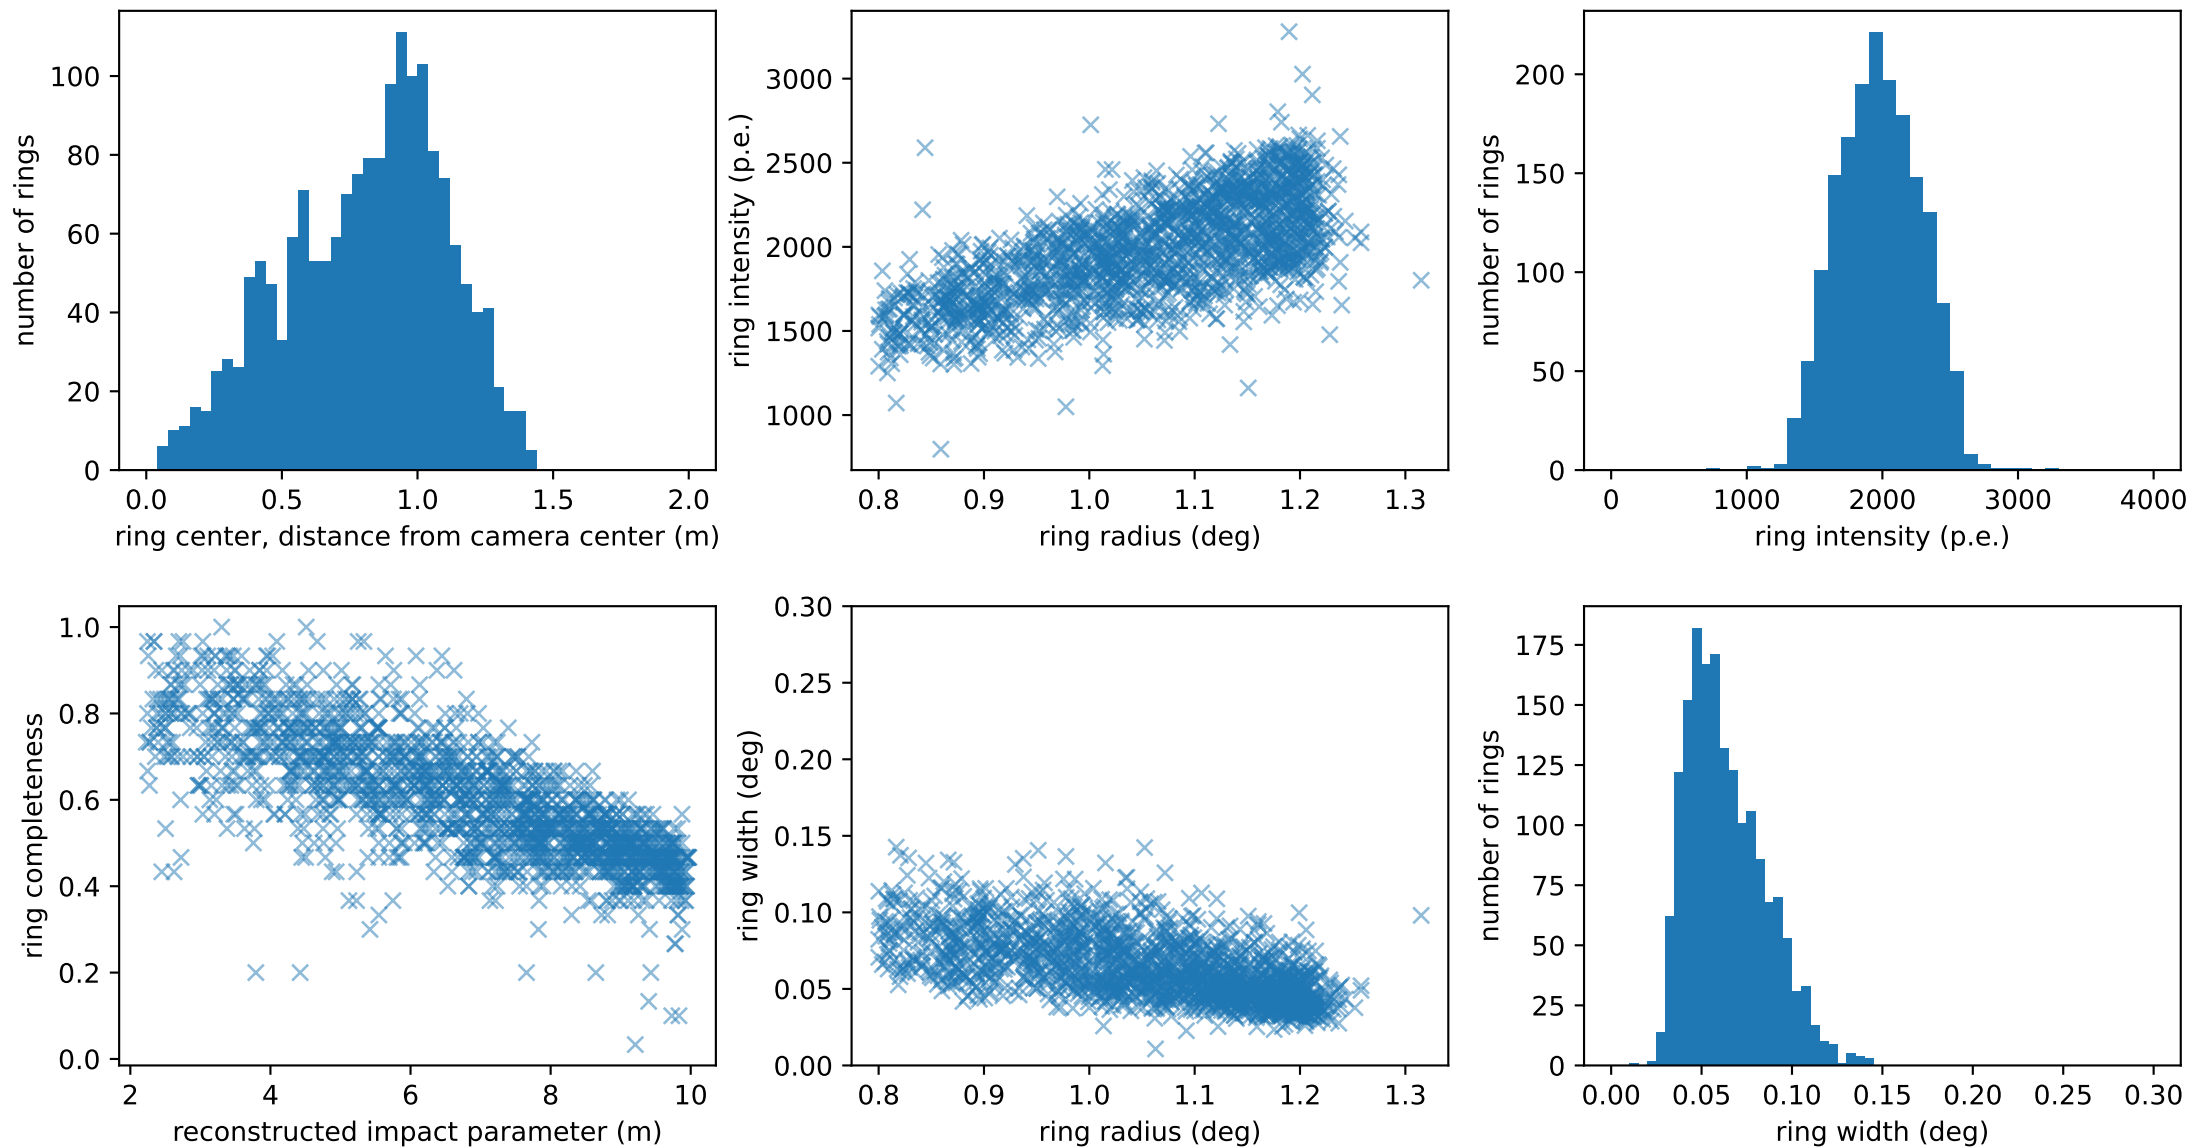 number of rings
100
80
60
40
20
0
0.0 0.5 1.0 1.5 2.0
ring center, distance from camera center (m)
ring intensity (p.e.)
3000
2500
2000
1500
1000
0.8 0.9 1.0 1.1 1.2 1.3
ring radius (deg)
number of rings
200
150
100
50
0
0 1000 2000 3000 4000
ring intensity (p.e.)
ring completeness
1.0
0.8
0.6
0.4
0.2
0.0
2 4 6 8 10
reconstructed impact parameter (m)
ring width (deg)
0.30
0.25
0.20
0.15
0.10
0.05
0.00
0.8 0.9 1.0 1.1 1.2 1.3
ring radius (deg)
number of rings
175
150
125
100
75
50
25
0
0.00 0.05 0.10 0.15 0.20 0.25 0.30
ring width (deg)